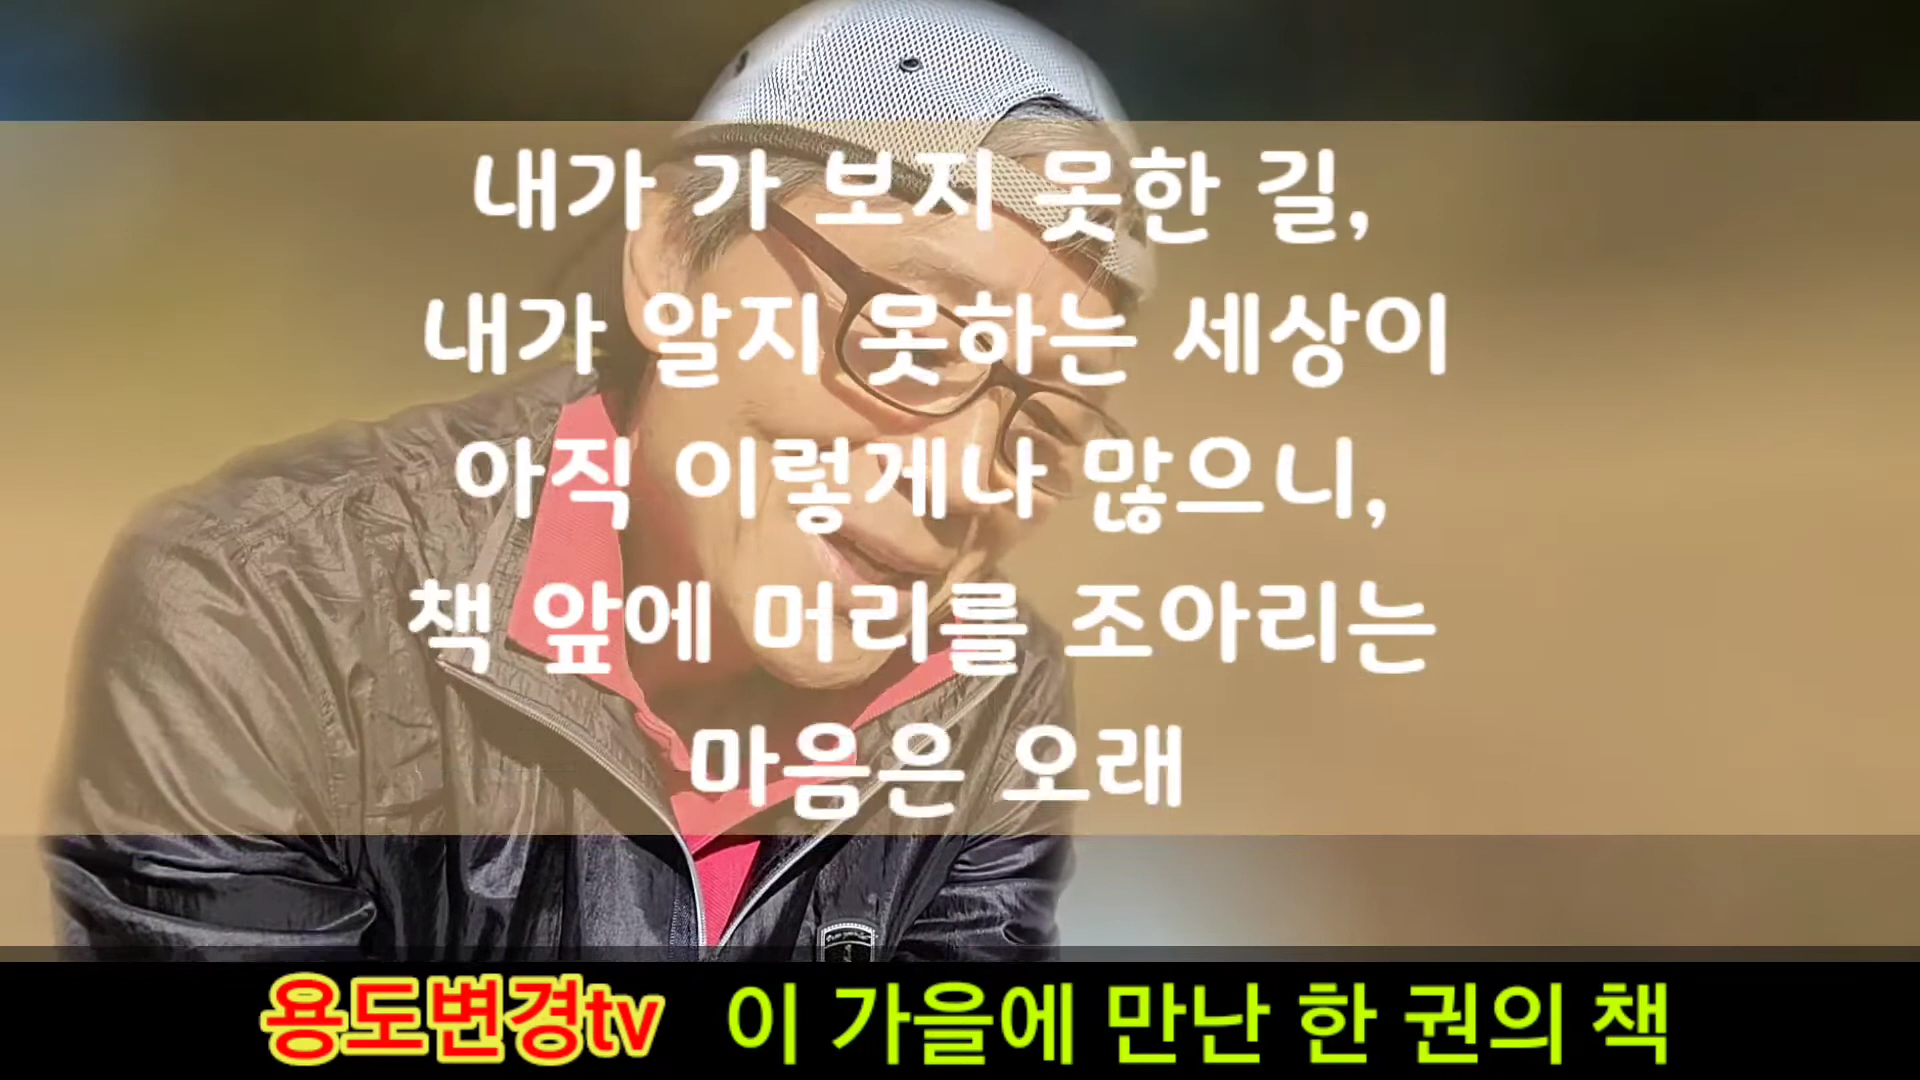 내가 가 보지 못한 길,
내가 알지 못하는 세상이
아직 이렇게나 많으니,
책 앞에 머리를 조아리는
마음은 오래
용도변경tv 이 가을에 만난 한 권의 책